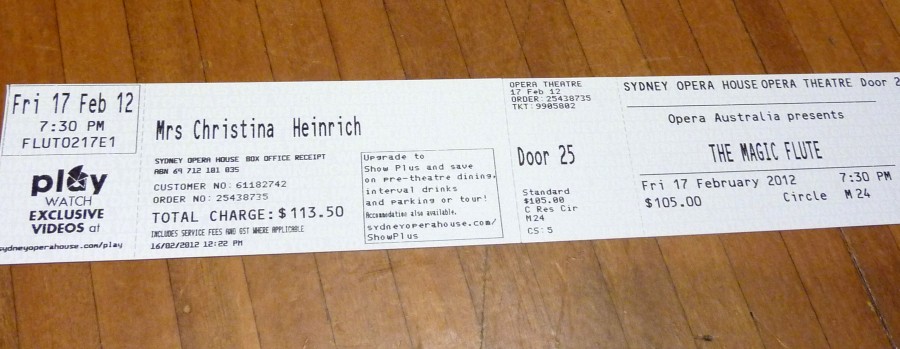 Fri 17 Feb 12
7:30 PM
FLUT0217E1
play
WATCH
EXCLUSIVE
VIDEOS at
sydneyoperahouse.com/play
Mrs Christina Heinrich
SYDNEY OPERA HOUSE BOX OFFICE RECEIPT
ABN 69 712 101 035
CUSTOMER NO: 61182742
ORDER NO: 25438735
TOTAL CHARGE: $113.50
INCLUDES SERVICE FEES AND GST WHERE APPLICABLE
16/02/2012 12:22 PM
Upgrade to
Show Plus and save
on pre-theatre dining,
interval drinks
and parking or tour!
Accommodation also available.
sydneyoperahouse.com/
ShowPlus
OPERA THEATRE
17 Feb 12
ORDER: 25438735
TKT: 9905802
Door 25
Standard
$105.00
C Res Cir
M24
CS: 5
SYDNEY OPERA HOUSE OPERA THEATRE Door 2
Opera Australia presents
THE MAGIC FLUTE
Fri 17 February 2012 7:30 PM
$105.00 Circle M 24